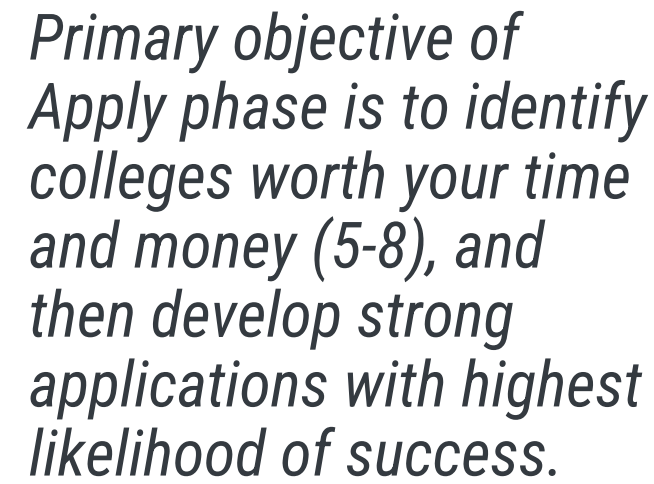 Primary objective of
Apply phase is to identify
colleges worth your time
and money (5-8), and
then develop strong
applications with highest
likelihood of success.